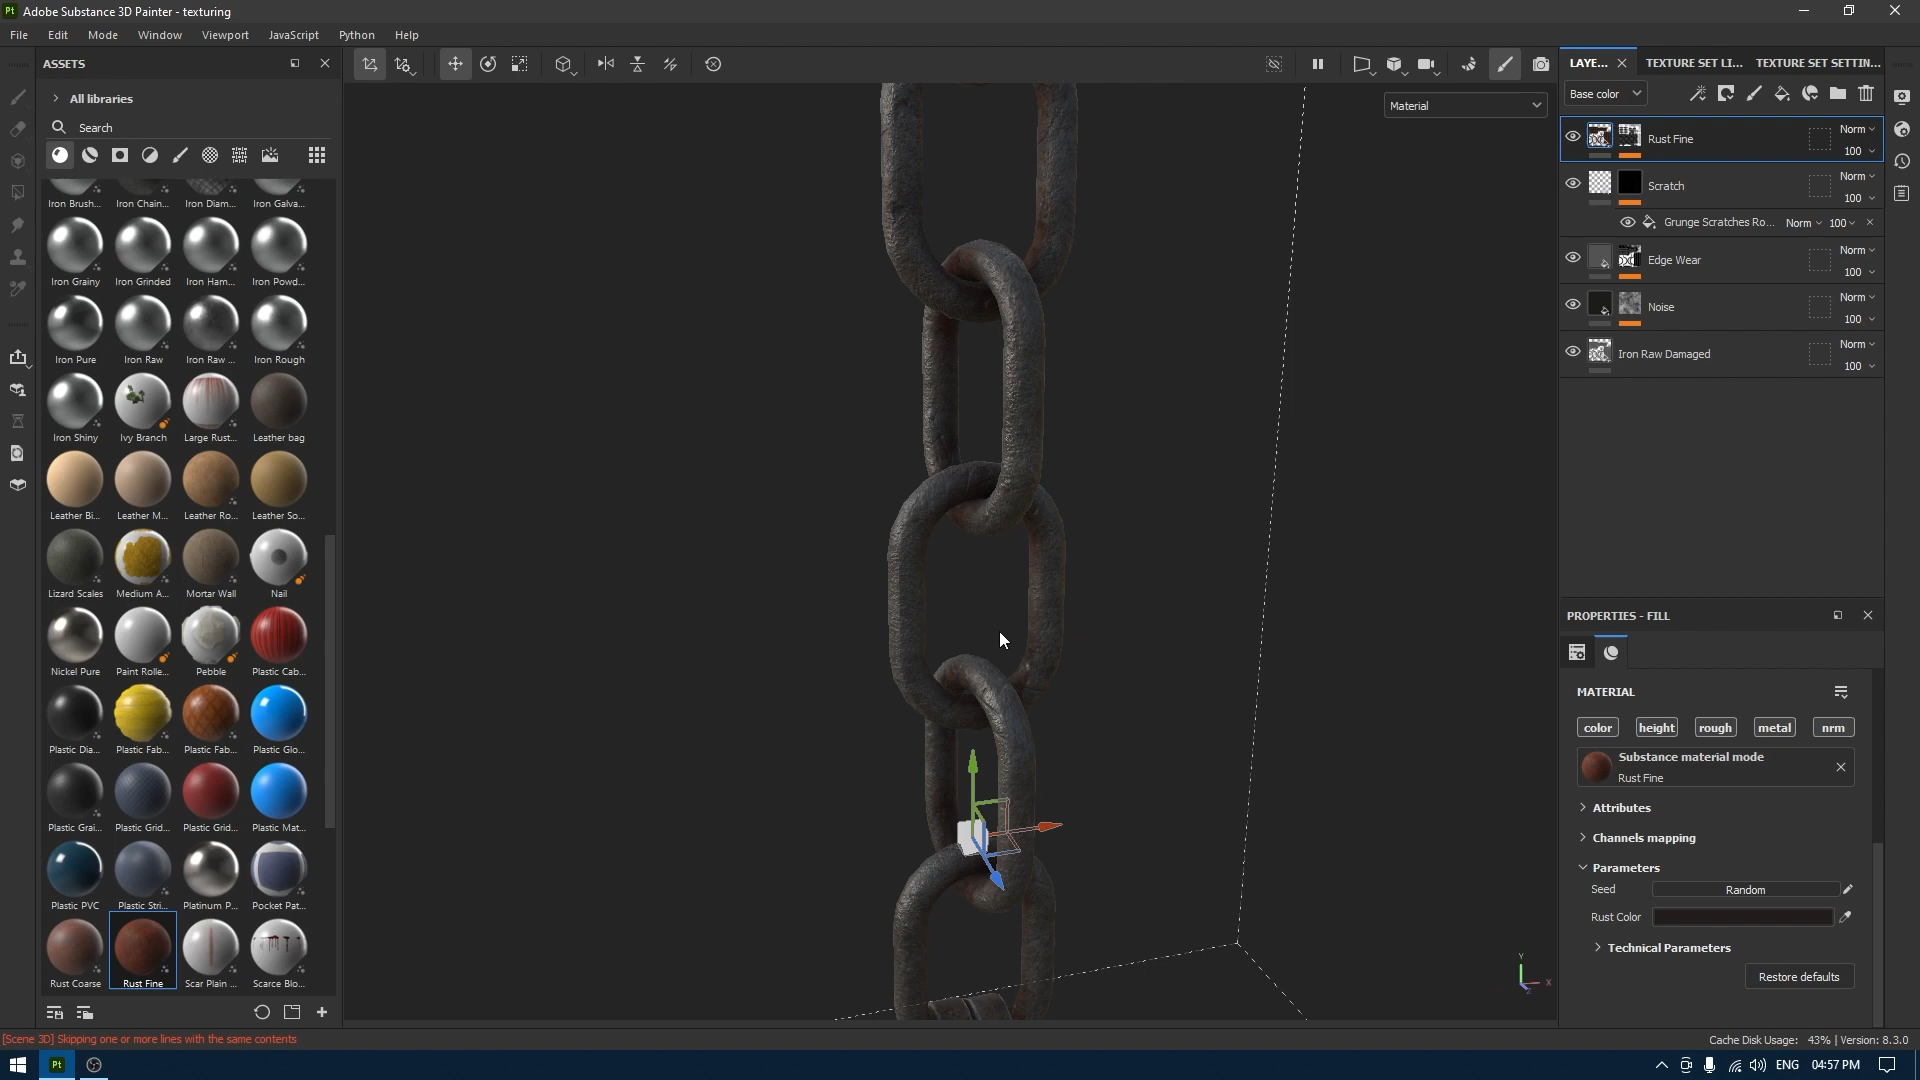 Pt Adobe Substance 3D Painter - texturing
File Edit Mode Window Viewport JavaScript Python Help
ASSETS
All libraries
Search
Iron Brush... Iron Chain... Iron Diam... Iron Galva...
Iron Grainy Iron Grinded Iron Ham... Iron Powd...
Iron Pure Iron Raw Iron Raw ... Iron Rough
Iron Shiny Ivy Branch Large Rust... Leather bag
Leather Bi... Leather M... Leather Ro... Leather So...
Lizard Scales Medium A... Mortar Wall Nail
Nickel Pure Paint Rolle... Pebble Plastic Cab...
Plastic Dia... Plastic Fab... Plastic Fab... Plastic Glo...
Plastic Grai... Plastic Grid... Plastic Grid... Plastic Mat...
Plastic PVC Plastic Stri... Platinum P... Pocket Pat...
Rust Coarse Rust Fine Scar Plain ... Scarce Blo...
Material
Y
X
LAYE... TEXTURE SET LI... TEXTURE SET SETTIN...
Base color
Rust Fine Norm 100
Scratch Norm 100
Grunge Scratches Ro... Norm 100
Edge Wear Norm 100
Noise Norm 100
Iron Raw Damaged Norm 100
PROPERTIES - FILL
MATERIAL
color height rough metal nrm
Substance material mode
Rust Fine
Attributes
Channels mapping
Parameters
Seed Random
Rust Color
Technical Parameters
Restore defaults
[Scene 3D] Skipping one or more lines with the same contents
Cache Disk Usage: 43% | Version: 8.3.0
Pt
ENG 04:57 PM